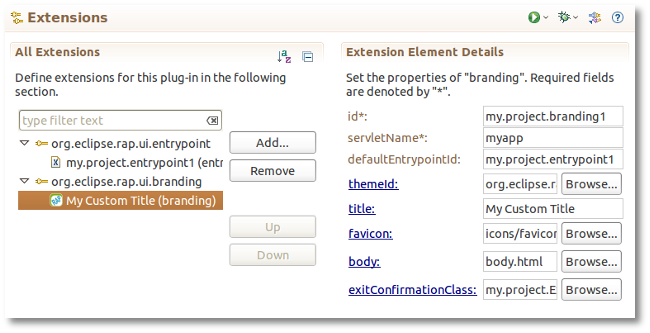 Extensions
All Extensions
Define extensions for this plug-in in the following
section.
type filter text
org.eclipse.rap.ui.entrypoint
my.project.entrypoint1 (entr
org.eclipse.rap.ui.branding
My Custom Title (branding)
Add...
Remove
Up
Down
Extension Element Details
Set the properties of "branding". Required fields
are denoted by "*".
id*: my.project.branding1
servletName*: myapp
defaultEntrypointId: my.project.entrypoint1
themeId: org.eclipse.ra Browse...
title: My Custom Title
favicon: icons/favicon Browse...
body: body.html Browse...
exitConfirmationClass: my.project.E Browse...